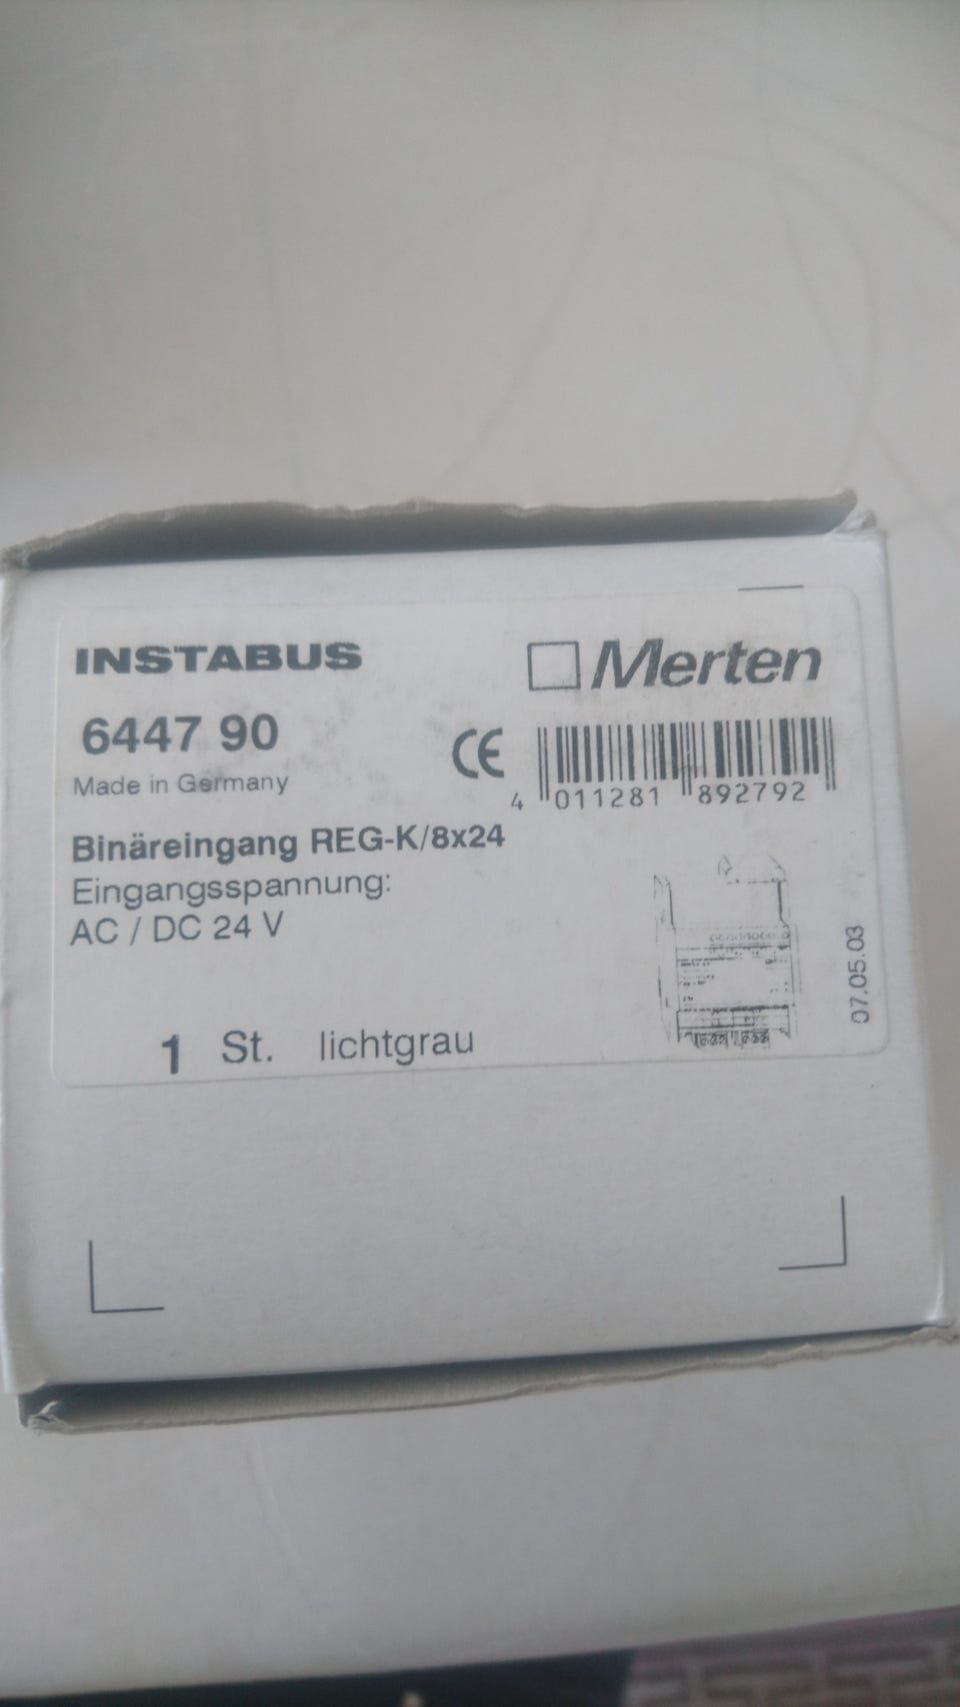 INSTABUS
Merten
6447 90
Made in Germany
CE
4 011281 892792
Binäreingang REG-K/8x24
Eingangsspannung:
AC / DC 24 V
07.05.03
1 St. lichtgrau